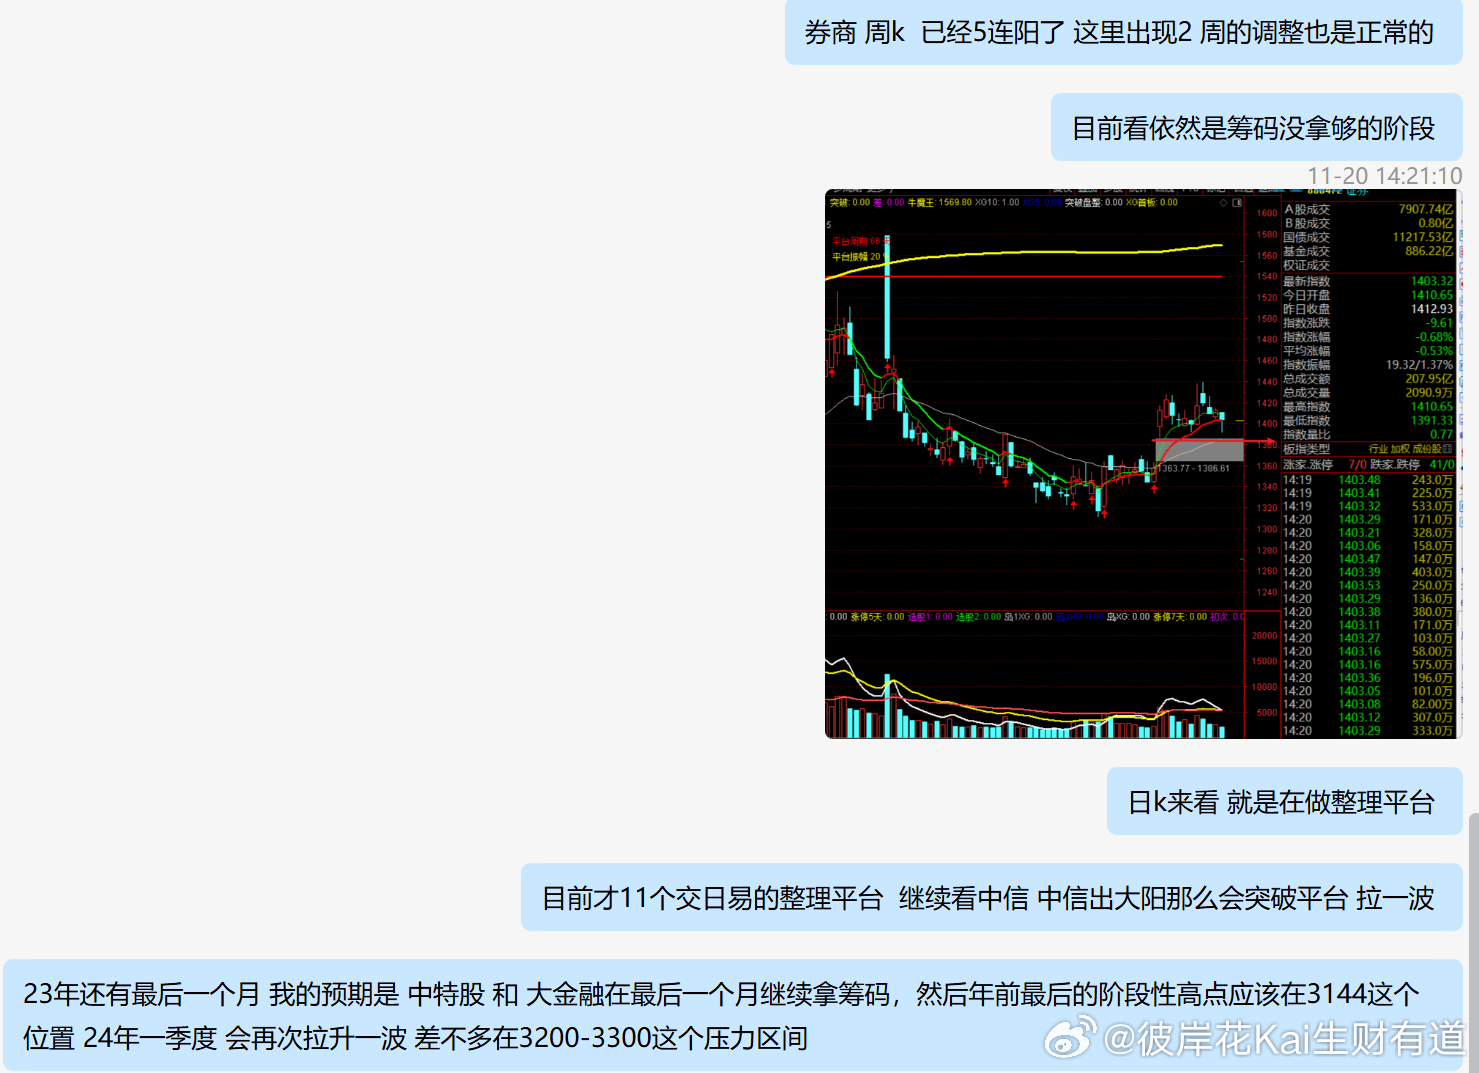 券商 周k  已经5连阳了 这里出现2 周的调整也是正常的
目前看依然是筹码没拿够的阶段
11-20 14:21:10
突破: 0.00 牛魔王: 1569.80 XG10: 1.00 突破盘整: 0.00 XG首板: 0.00
5
平台周期 68
平台振幅 20
1363.77 - 1386.61
1600
1580
1560
1540
1520
1500
1480
1460
1440
1420
1400
1380
1360
1340
1320
1300
1280
1260
1240
A股成交 7907.74亿
B股成交 0.80亿
国债成交 11217.53亿
基金成交 886.22亿
权证成交
最新指数 1403.32
今日开盘 1410.65
昨日收盘 1412.93
指数涨跌 -9.61
指数涨幅 -0.68%
平均涨幅 -0.53%
指数振幅 19.32/1.37%
总成交额 207.95亿
总成交量 2090.9万
最高指数 1410.65
最低指数 1391.33
指数量比 0.77
板指类型 行业 加权 成份股
涨家.涨停 7/0 跌家.跌停 41/0
14:19 1403.48 243.0万
14:19 1403.41 225.0万
14:19 1403.32 533.0万
14:20 1403.29 171.0万
14:20 1403.21 328.0万
14:20 1403.06 158.0万
14:20 1403.47 147.0万
14:20 1403.39 403.0万
14:20 1403.53 250.0万
14:20 1403.29 136.0万
14:20 1403.38 380.0万
14:20 1403.11 171.0万
14:20 1403.27 103.0万
14:20 1403.16 58.00万
14:20 1403.16 575.0万
14:20 1403.36 196.0万
14:20 1403.05 101.0万
14:20 1403.08 82.00万
14:20 1403.12 307.0万
14:20 1403.29 333.0万
: 0.00 涨停5天: 0.00 选股1: 0.00 选股2: 0.00 岛1XG: 0.00 岛XG: 0.00 涨停7天: 0.00 初次: 0.0
20000
15000
10000
5000
日k来看 就是在做整理平台
目前才11个交日易的整理平台  继续看中信 中信出大阳那么会突破平台 拉一波
23年还有最后一个月 我的预期是 中特股 和 大金融在最后一个月继续拿筹码，然后年前最后的阶段性高点应该在3144这个
位置 24年一季度 会再次拉升一波 差不多在3200-3300这个压力区间
@彼岸花Kai生财有道